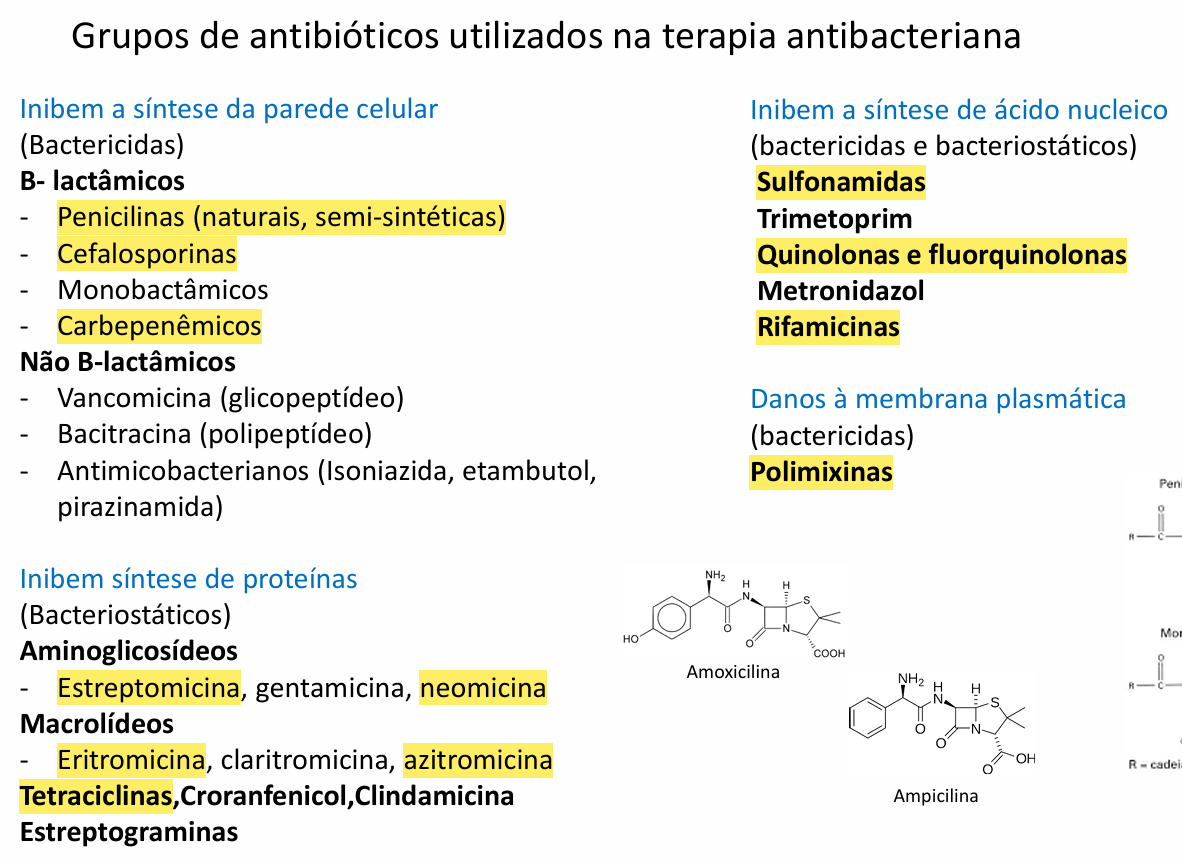 Grupos de antibióticos utilizados na terapia antibacteriana
Inibem a síntese da parede celular
(Bactericidas)
B- lactâmicos
- Penicilinas (naturais, semi-sintéticas)
- Cefalosporinas
- Monobactâmicos
- Carbepenêmicos
Não B-lactâmicos
- Vancomicina (glicopeptídeo)
- Bacitracina (polipeptídeo)
- Antimicobacterianos (Isoniazida, etambutol,
pirazinamida)
Inibem síntese de proteínas
(Bacteriostáticos)
Aminoglicosídeos
- Estreptomicina, gentamicina, neomicina
Macrolídeos
- Eritromicina, claritromicina, azitromicina
Tetraciclinas,Croranfenicol,Clindamicina
Estreptograminas
Inibem a síntese de ácido nucleico
(bactericidas e bacteriostáticos)
Sulfonamidas
Trimetoprim
Quinolonas e fluorquinolonas
Metronidazol
Rifamicinas
Danos à membrana plasmática
(bactericidas)
Polimixinas
NH2
H
N
H
S
O
O
N
HO
COOH
Amoxicilina
NH2
H
N
H
S
O
O
N
OH
O
Ampicilina
Peni
O
R C
Mor
O
R C
R = cadeia